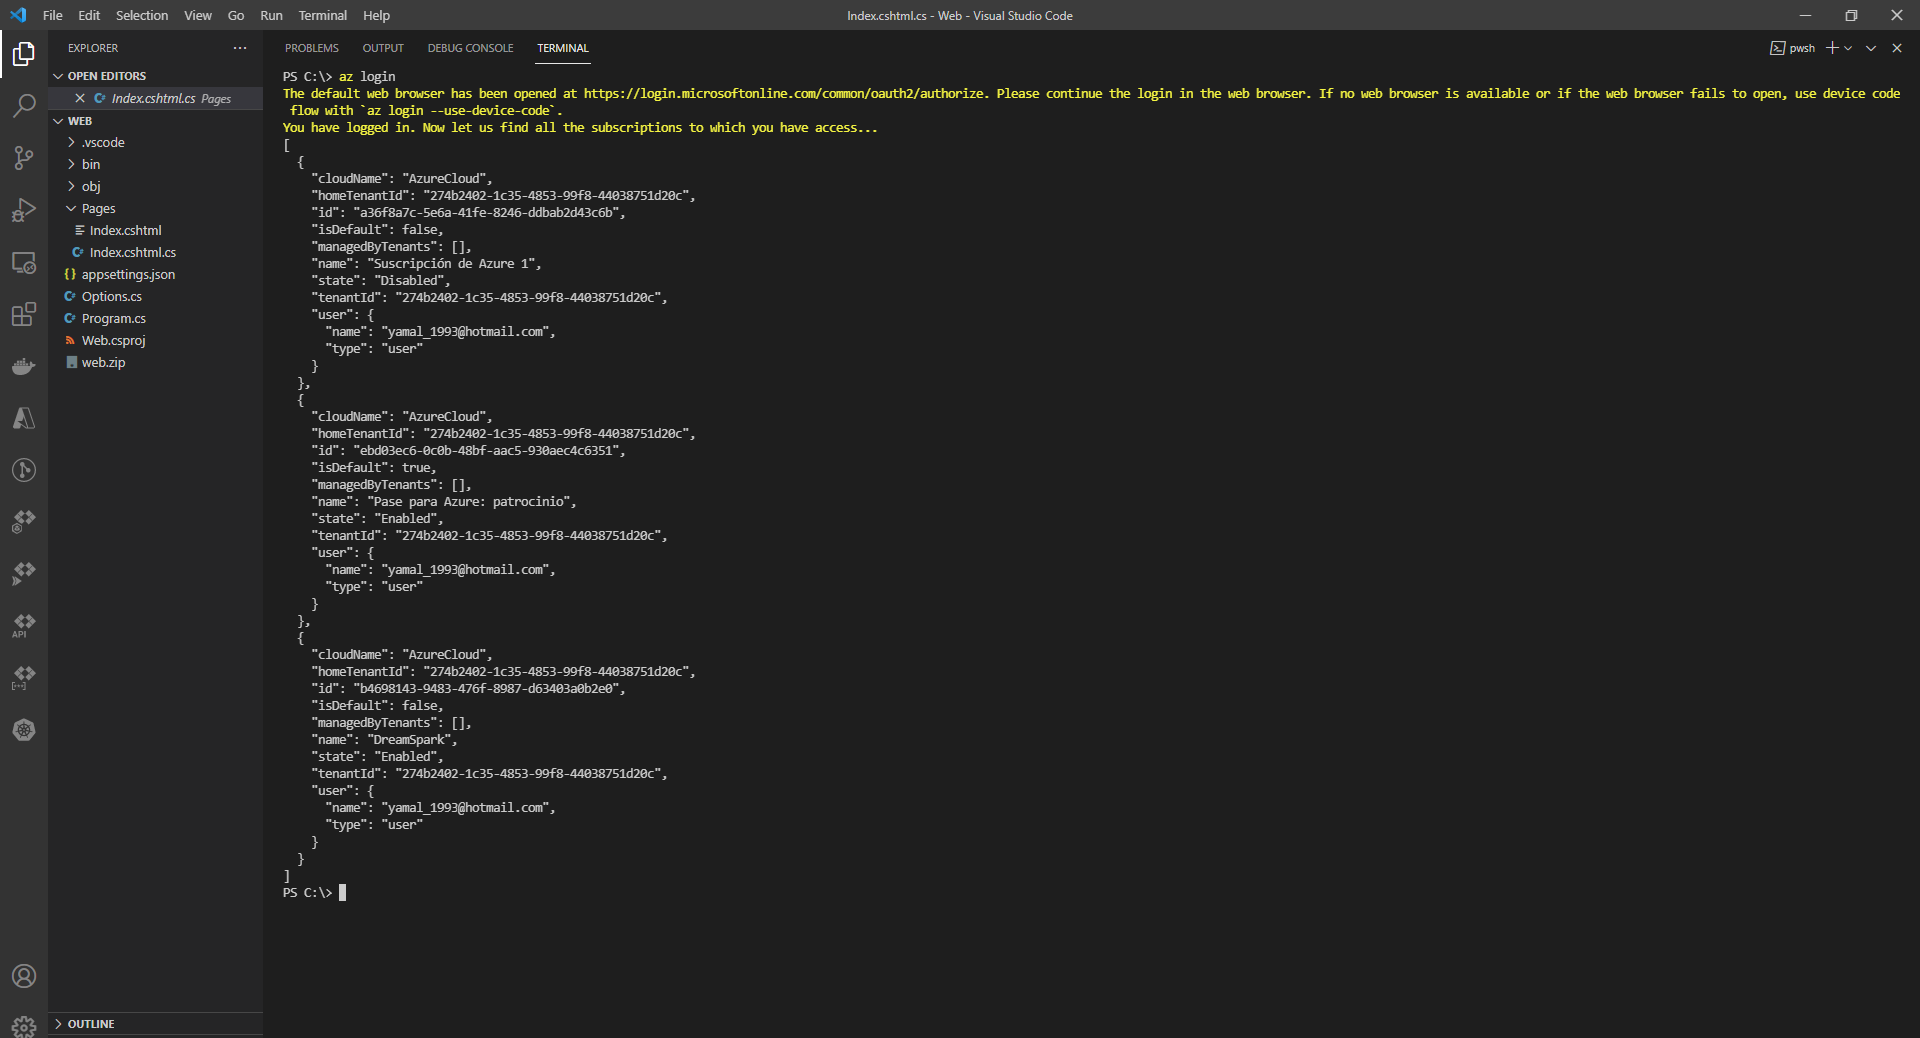 File Edit Selection View Go Run Terminal Help
Index.cshtml.cs - Web - Visual Studio Code
EXPLORER
OPEN EDITORS
Index.cshtml.cs Pages
WEB
.vscode
bin
obj
Pages
Index.cshtml
Index.cshtml.cs
appsettings.json
Options.cs
Program.cs
Web.csproj
web.zip
OUTLINE
API
PROBLEMS OUTPUT DEBUG CONSOLE TERMINAL
pwsh
PS C:\> az login
The default web browser has been opened at https://login.microsoftonline.com/common/oauth2/authorize. Please continue the login in the web browser. If no web browser is available or if the web browser fails to open, use device code
flow with `az login --use-device-code`.
You have logged in. Now let us find all the subscriptions to which you have access...
[
{
"cloudName": "AzureCloud",
"homeTenantId": "274b2402-1c35-4853-99f8-44038751d20c",
"id": "a36f8a7c-5e6a-41fe-8246-ddbab2d43c6b",
"isDefault": false,
"managedByTenants": [],
"name": "Suscripción de Azure 1",
"state": "Disabled",
"tenantId": "274b2402-1c35-4853-99f8-44038751d20c",
"user": {
"name": "yamal_1993@hotmail.com",
"type": "user"
}
},
{
"cloudName": "AzureCloud",
"homeTenantId": "274b2402-1c35-4853-99f8-44038751d20c",
"id": "ebd03ec6-0c0b-48bf-aac5-930aec4c6351",
"isDefault": true,
"managedByTenants": [],
"name": "Pase para Azure: patrocinio",
"state": "Enabled",
"tenantId": "274b2402-1c35-4853-99f8-44038751d20c",
"user": {
"name": "yamal_1993@hotmail.com",
"type": "user"
}
},
{
"cloudName": "AzureCloud",
"homeTenantId": "274b2402-1c35-4853-99f8-44038751d20c",
"id": "b4698143-9483-476f-8987-d63403a0b2e0",
"isDefault": false,
"managedByTenants": [],
"name": "DreamSpark",
"state": "Enabled",
"tenantId": "274b2402-1c35-4853-99f8-44038751d20c",
"user": {
"name": "yamal_1993@hotmail.com",
"type": "user"
}
}
]
PS C:\>